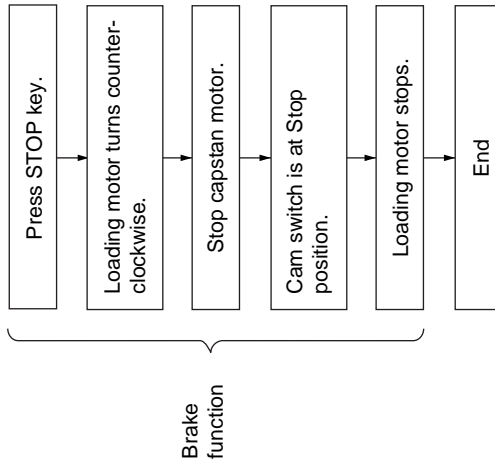 Press STOP key.
Loading motor turns counter-
clockwise.
Stop capstan motor.
Cam switch is at Stop
position.
Loading motor stops.
End
Brake
function